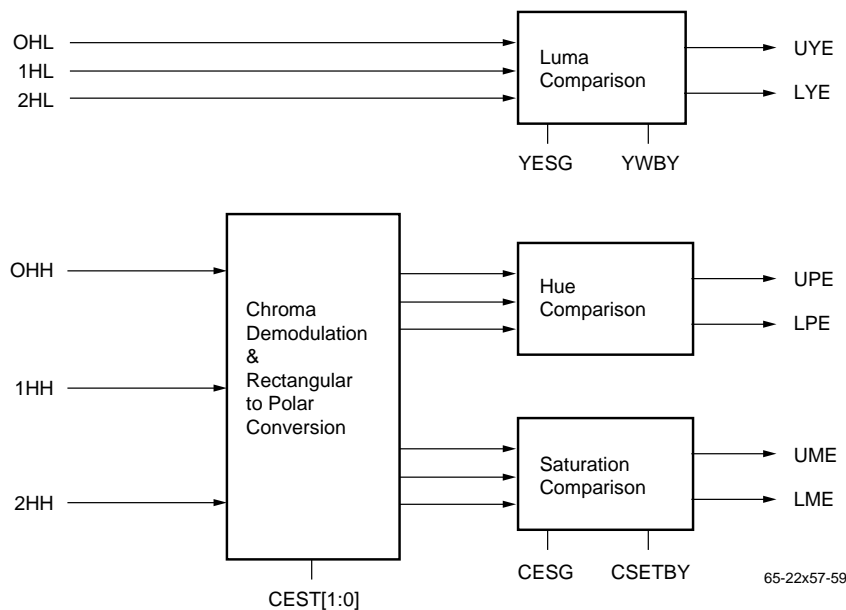 OHL
1HL
2HL
Luma
Comparison
UYE
LYE
YESG YWBY
OHH
1HH
2HH
Chroma
Demodulation
&
Rectangular
to Polar
Conversion
CEST[1:0]
Hue
Comparison
UPE
LPE
Saturation
Comparison
UME
LME
CESG CSETBY
65-22x57-59